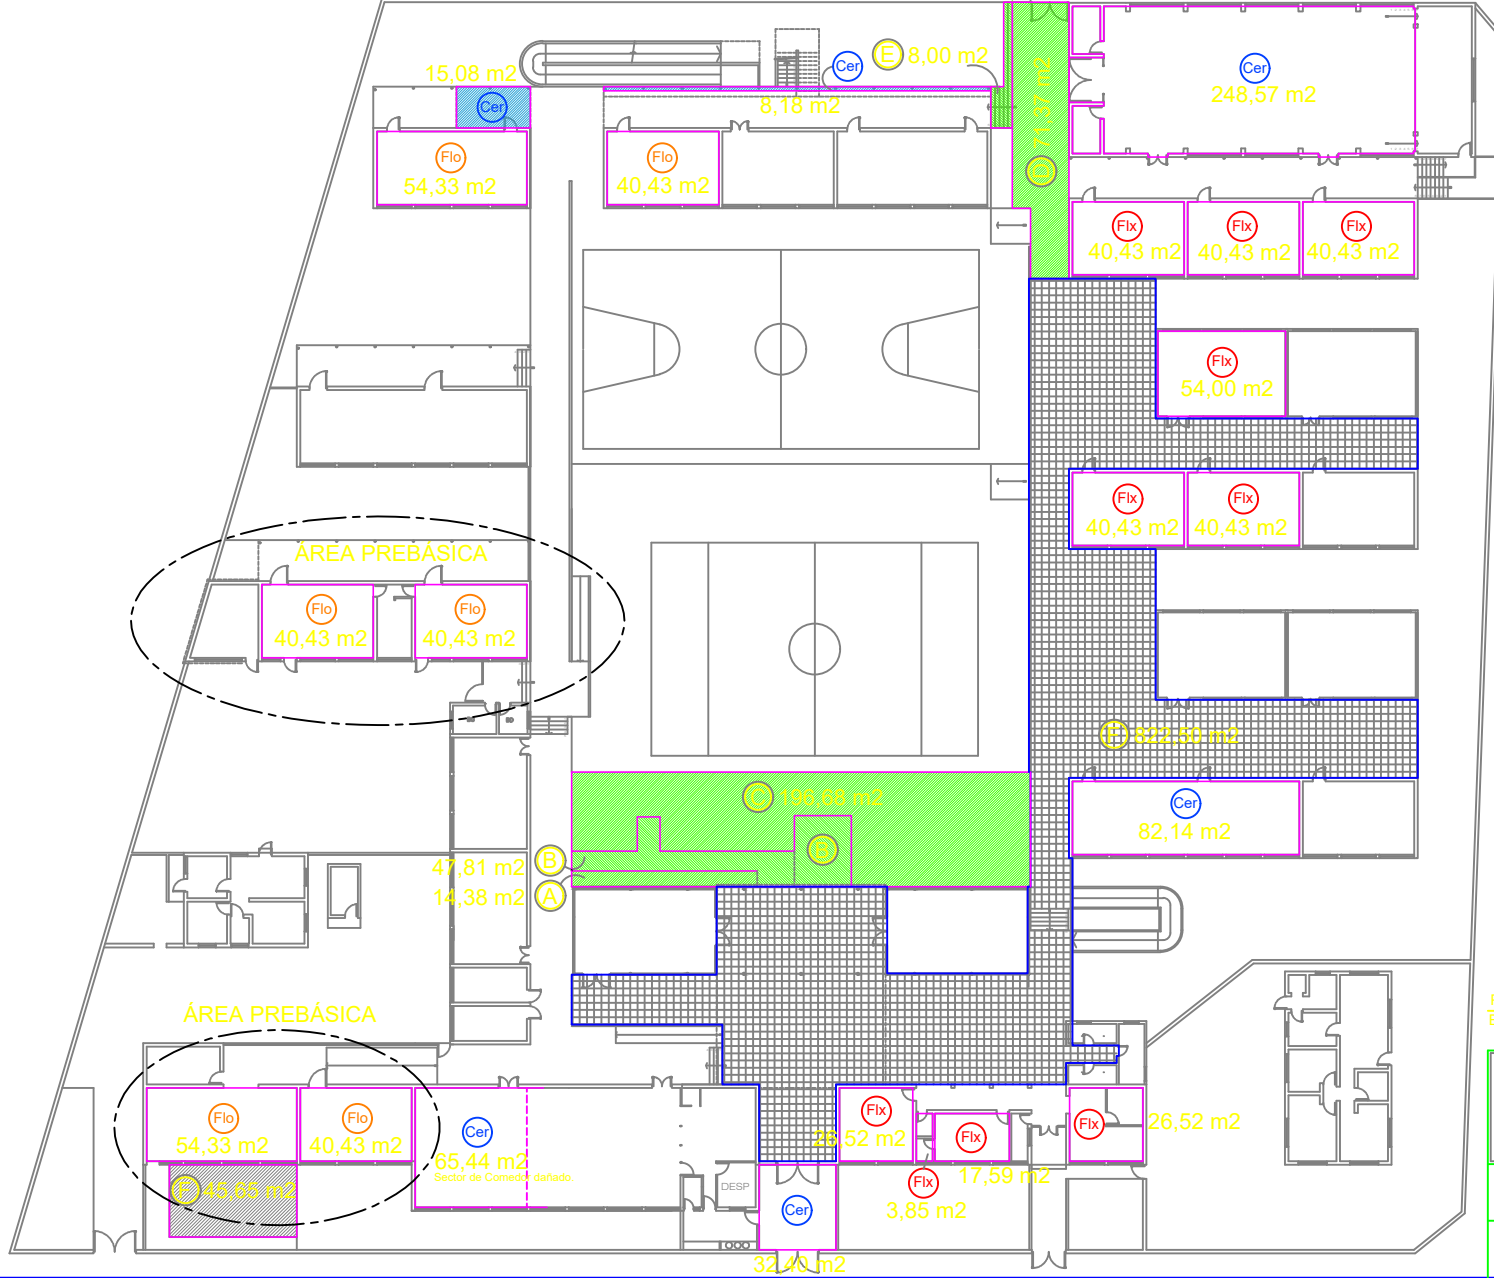 E 8,00 m2
Cer
15,08 m2
Cer
8,18 m2
D 71,37 m2
Cer
248,57 m2
Flo
54,33 m2
Flo
40,43 m2
Flx
40,43 m2
Flx
40,43 m2
Flx
40,43 m2
Flx
54,00 m2
Flx
40,43 m2
Flx
40,43 m2
ÁREA PREBÁSICA
Flo
40,43 m2
Flo
40,43 m2
F 822,50 m2
C 196,68 m2
Cer
82,14 m2
B
47,81 m2 B
14,38 m2 A
ÁREA PREBÁSICA
Flo
54,33 m2
Flo
40,43 m2
Cer
65,44 m2
Sector de Comedor dañado.
Flx
26,52 m2
Flx
17,59 m2
Flx
26,52 m2
F 45,65 m2
DESP
Flx
3,85 m2
Cer
32,40 m2